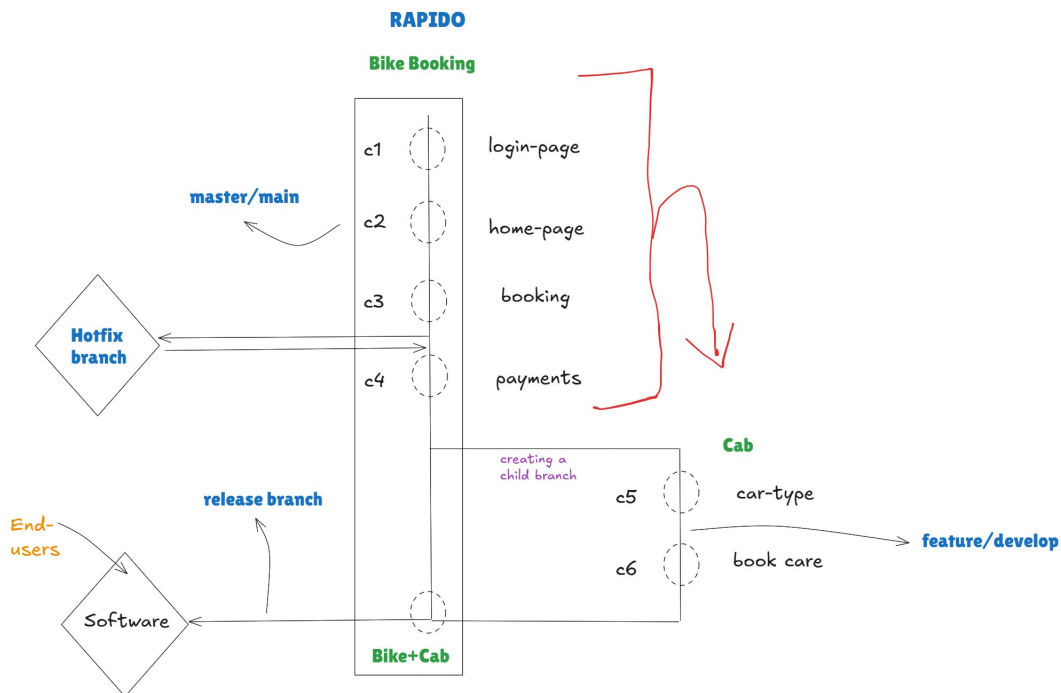 RAPIDO
Bike Booking
c1
login-page
master/main
c2
home-page
c3
booking
Hotfix
branch
c4
payments
Cab
creating a
child branch
c5
car-type
release branch
End-
users
feature/develop
c6
book care
Software
Bike+Cab